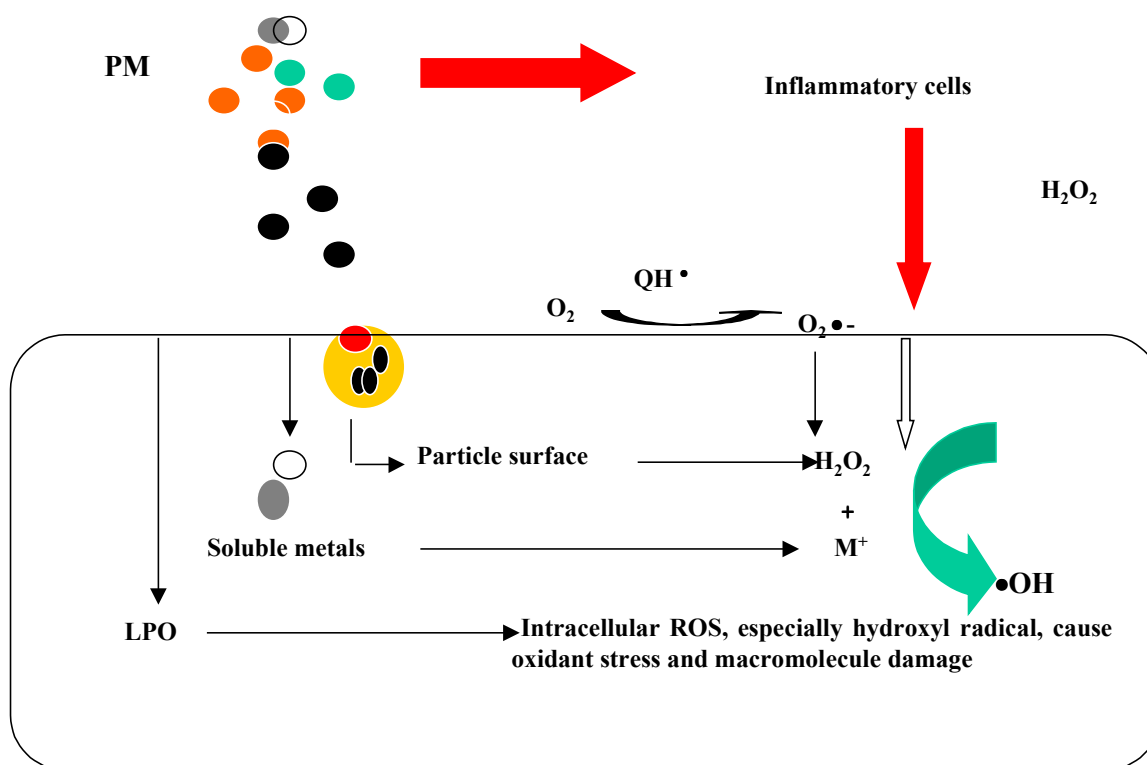 PM
Inflammatory cells
H₂O₂
QH •
O₂
O₂ • -
Particle surface
H₂O₂
+
Soluble metals
M⁺
•OH
LPO
Intracellular ROS, especially hydroxyl radical, cause
oxidant stress and macromolecule damage